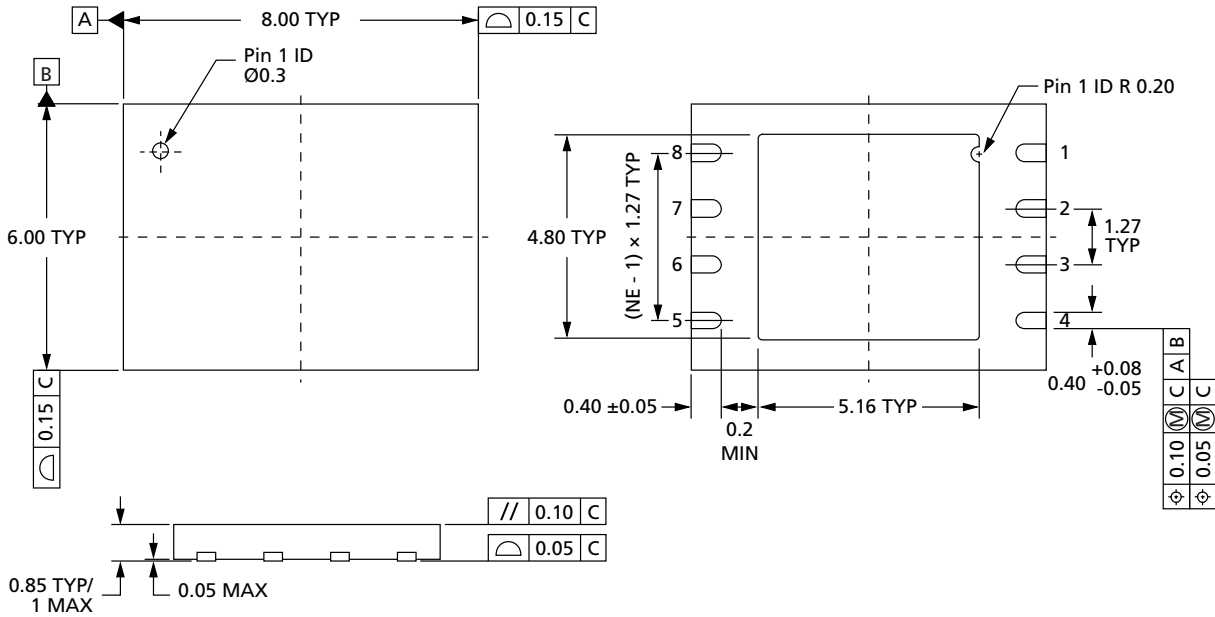 A
8.00 TYP
⌓ 0.15 C
Pin 1 ID
Ø0.3
B
6.00 TYP
⌓ 0.15 C
Pin 1 ID R 0.20
8
7
6
5
1
2
3
4
4.80 TYP
(NE - 1) × 1.27 TYP
1.27
TYP
0.40 +0.08
-0.05
⌖ 0.10 Ⓜ C A B
⌖ 0.05 Ⓜ C
0.40 ±0.05
0.2
MIN
5.16 TYP
// 0.10 C
⌓ 0.05 C
0.85 TYP/
1 MAX
0.05 MAX